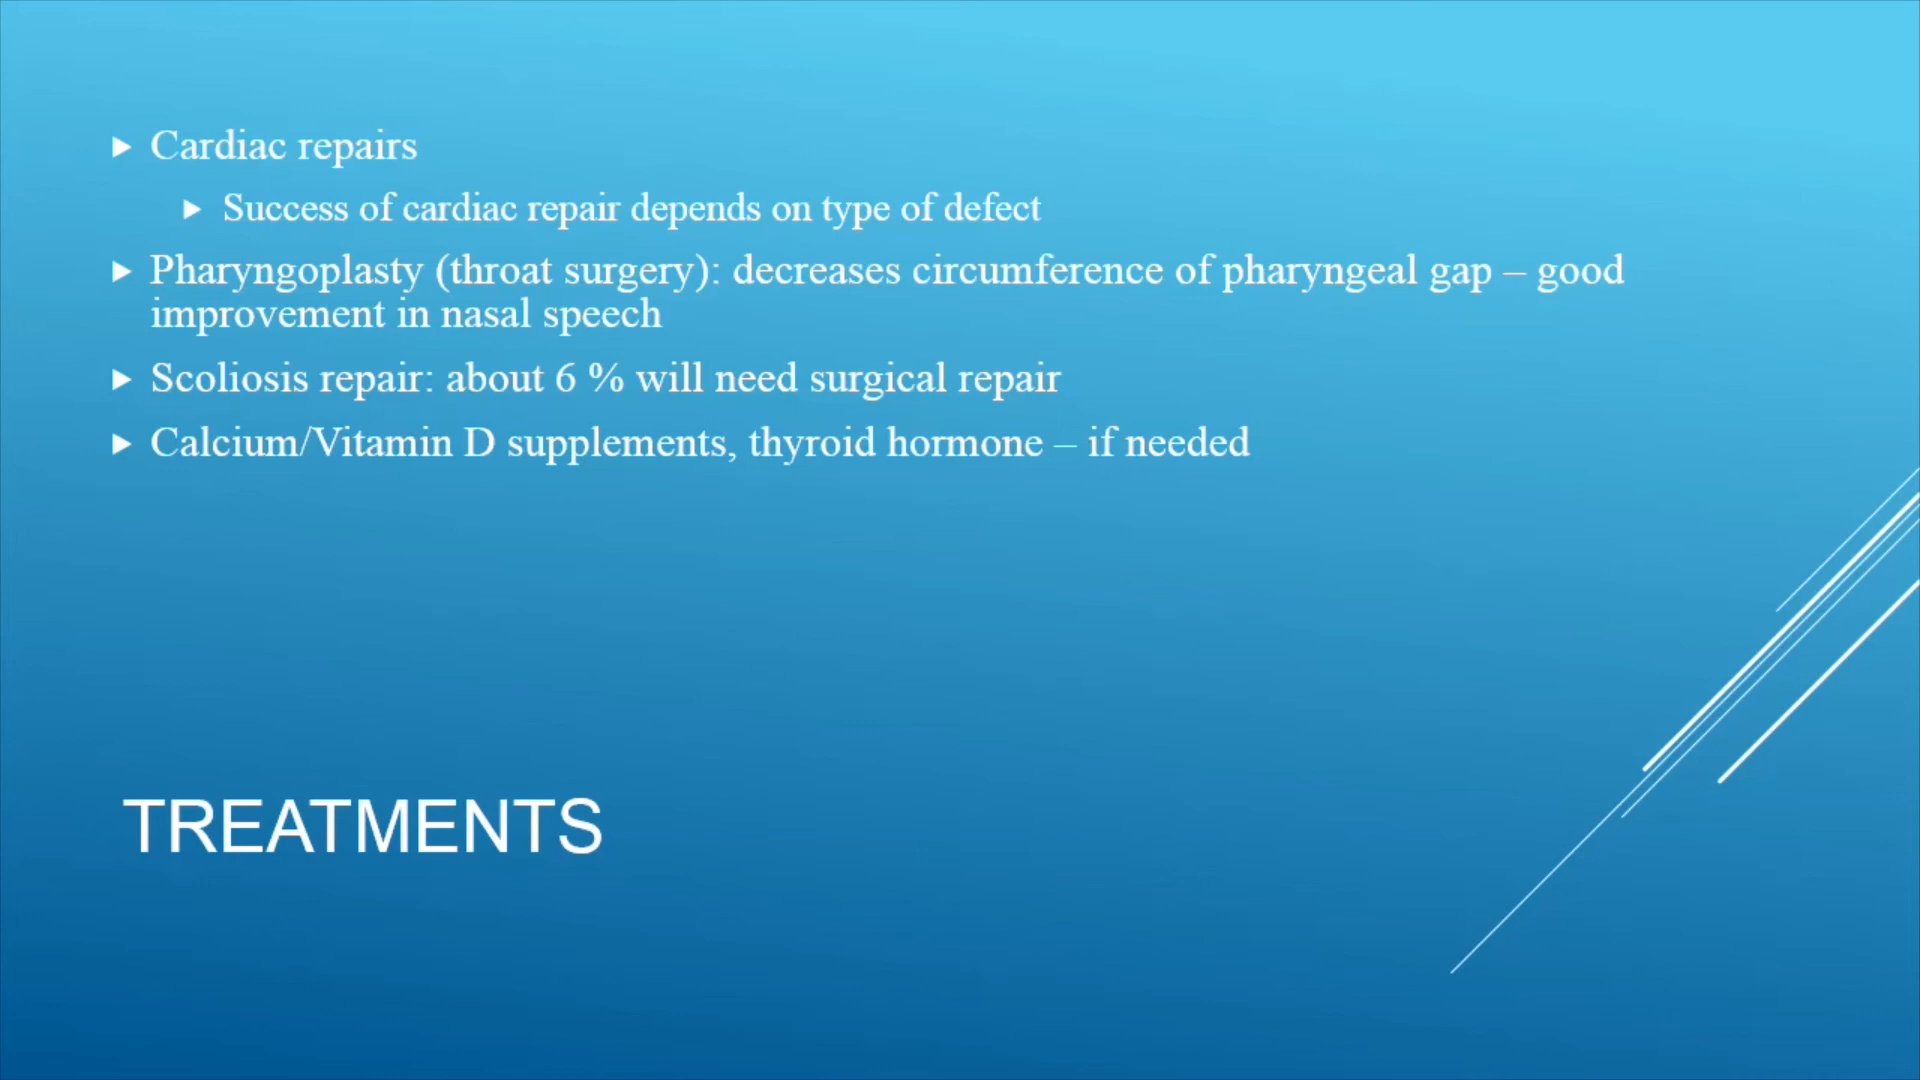 Cardiac repairs
Success of cardiac repair depends on type of defect
Pharyngoplasty (throat surgery): decreases circumference of pharyngeal gap – good
improvement in nasal speech
Scoliosis repair: about 6 % will need surgical repair
Calcium/Vitamin D supplements, thyroid hormone – if needed
TREATMENTS